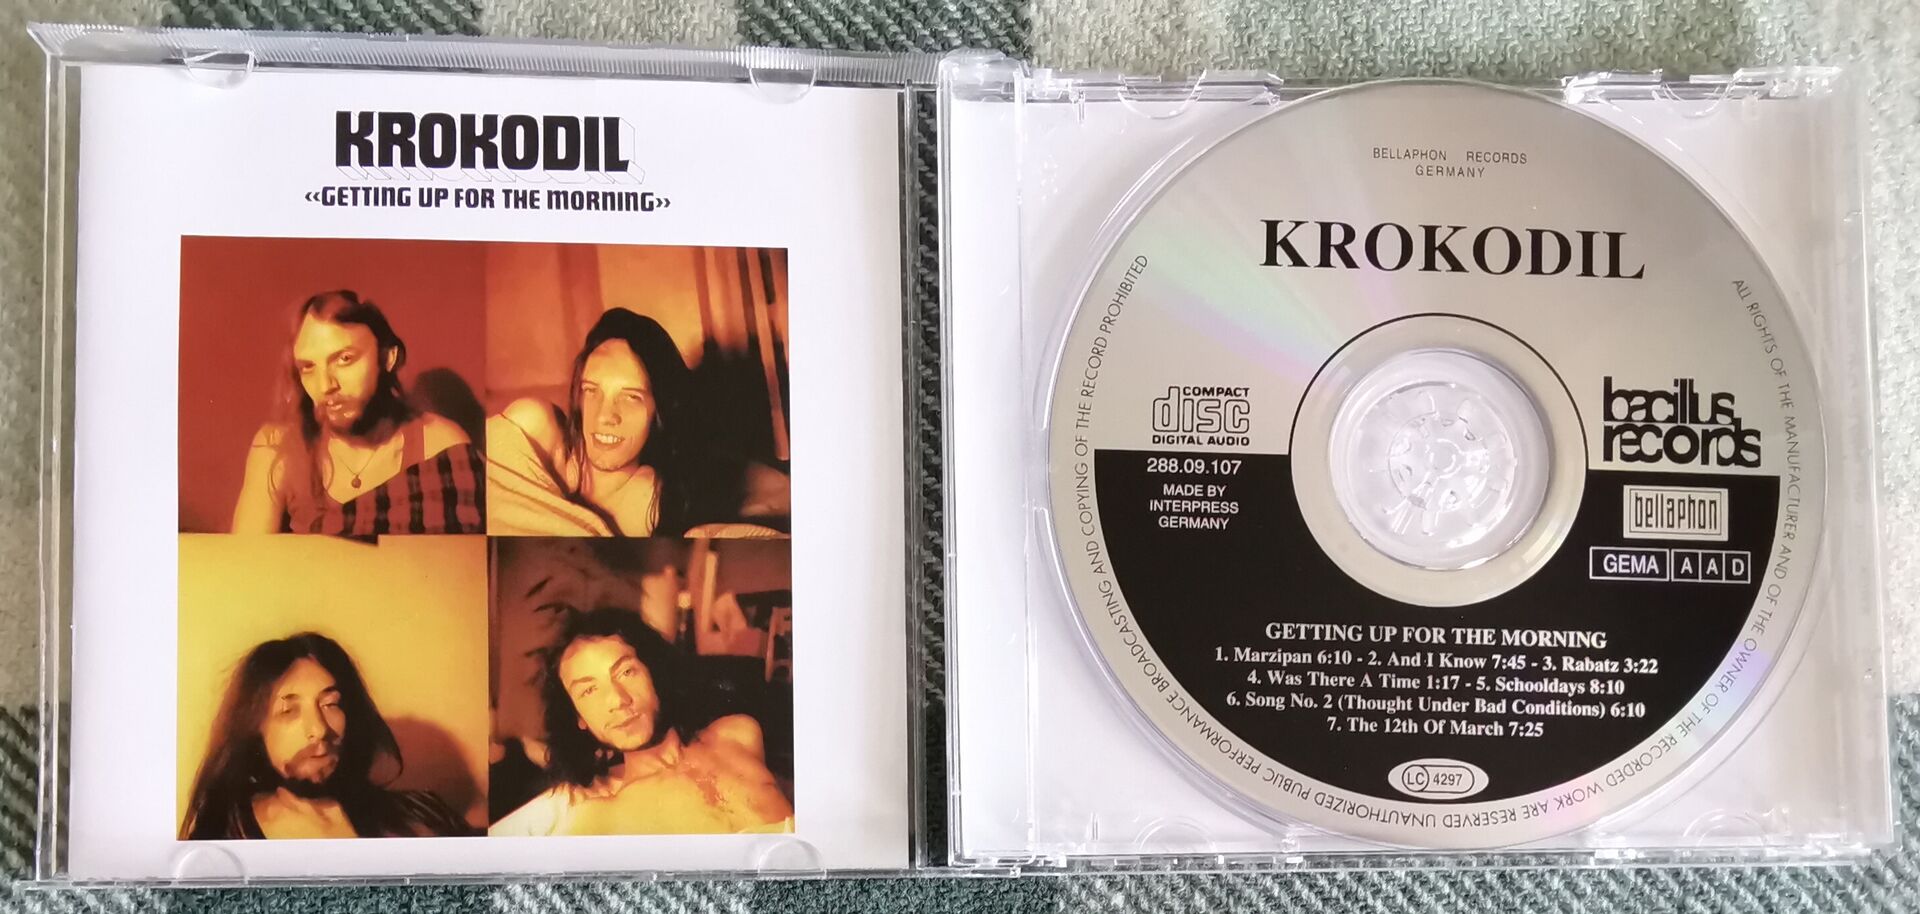 KROKODIL
«GETTING UP FOR THE MORNING»
BELLAPHON RECORDS
GERMANY
KROKODIL
COMPACT
disc
DIGITAL AUDIO
288.09.107
MADE BY
INTERPRESS
GERMANY
bacillus
records
bellaphon
GEMA A A D
GETTING UP FOR THE MORNING
1. Marzipan 6:10 - 2. And I Know 7:45 - 3. Rabatz 3:22
4. Was There A Time 1:17 - 5. Schooldays 8:10
6. Song No. 2 (Thought Under Bad Conditions) 6:10
7. The 12th Of March 7:25
LC 4297
ALL RIGHTS OF THE MANUFACTURER AND OF THE OWNER OF THE RECORDED WORK ARE RESERVED UNAUTHORIZED PUBLIC PERFORMANCE BROADCASTING AND COPYING OF THE RECORD PROHIBITED